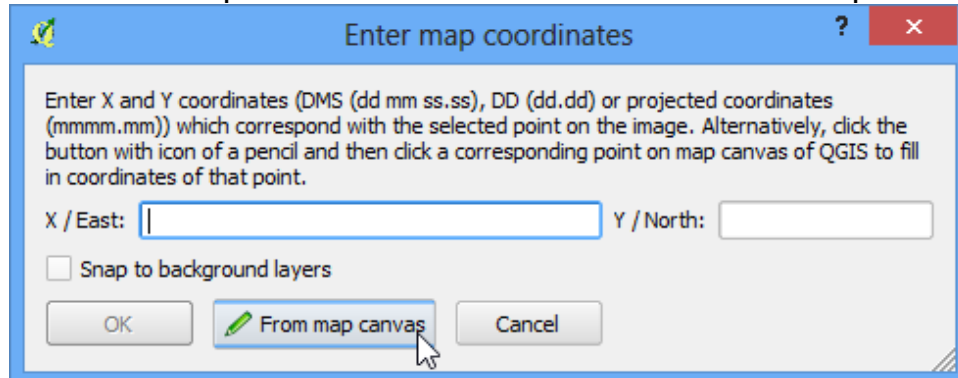 Enter map coordinates
? ×
Enter X and Y coordinates (DMS (dd mm ss.ss), DD (dd.dd) or projected coordinates
(mmmm.mm)) which correspond with the selected point on the image. Alternatively, click the
button with icon of a pencil and then click a corresponding point on map canvas of QGIS to fill
in coordinates of that point.
X / East: Y / North:
Snap to background layers
OK From map canvas Cancel